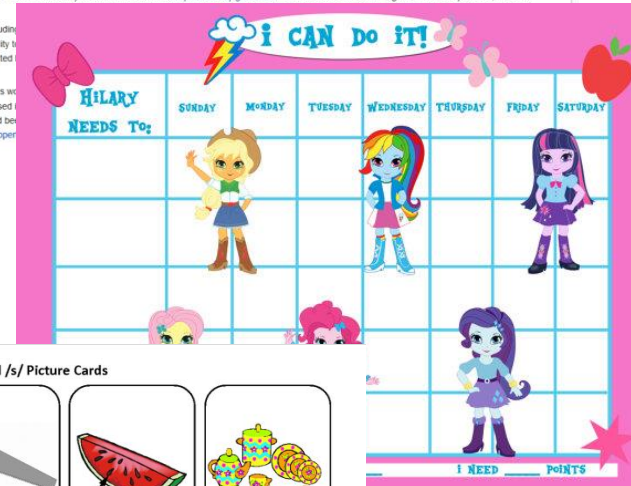 I CAN DO IT!
HILARY
NEEDS TO:
SUNDAY MONDAY TUESDAY WEDNESDAY THURSDAY FRIDAY SATURDAY
/s/ Picture Cards
I NEED _____ POINTS